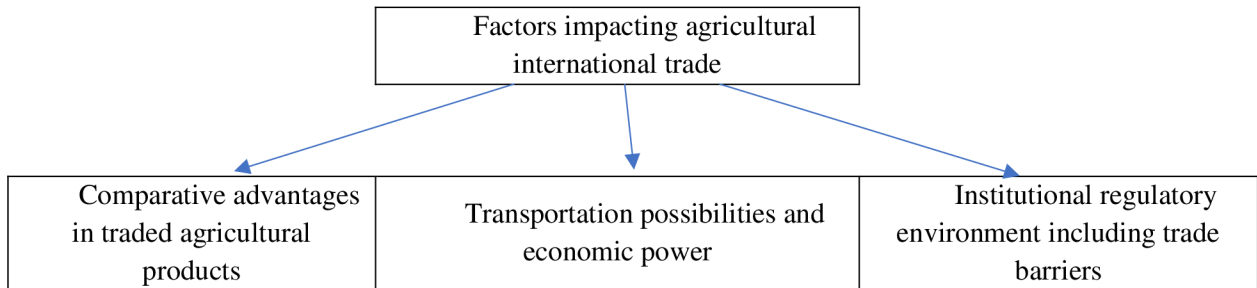 Factors impacting agricultural
international trade
Comparative advantages
in traded agricultural
products
Transportation possibilities and
economic power
Institutional regulatory
environment including trade
barriers